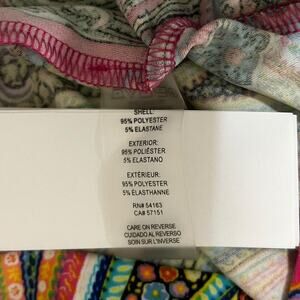 SHELL:
95% POLYESTER
5% ELASTANE
EXTERIOR:
95% POLIÉSTER
5% ELASTANO
EXTÉRIEUR:
95% POLYESTER
5% ÉLASTHANNE
RN# 54163
CA# 57151
CARE ON REVERSE
CUIDADO AL REVERSO
SOIN SUR L'INVERSE